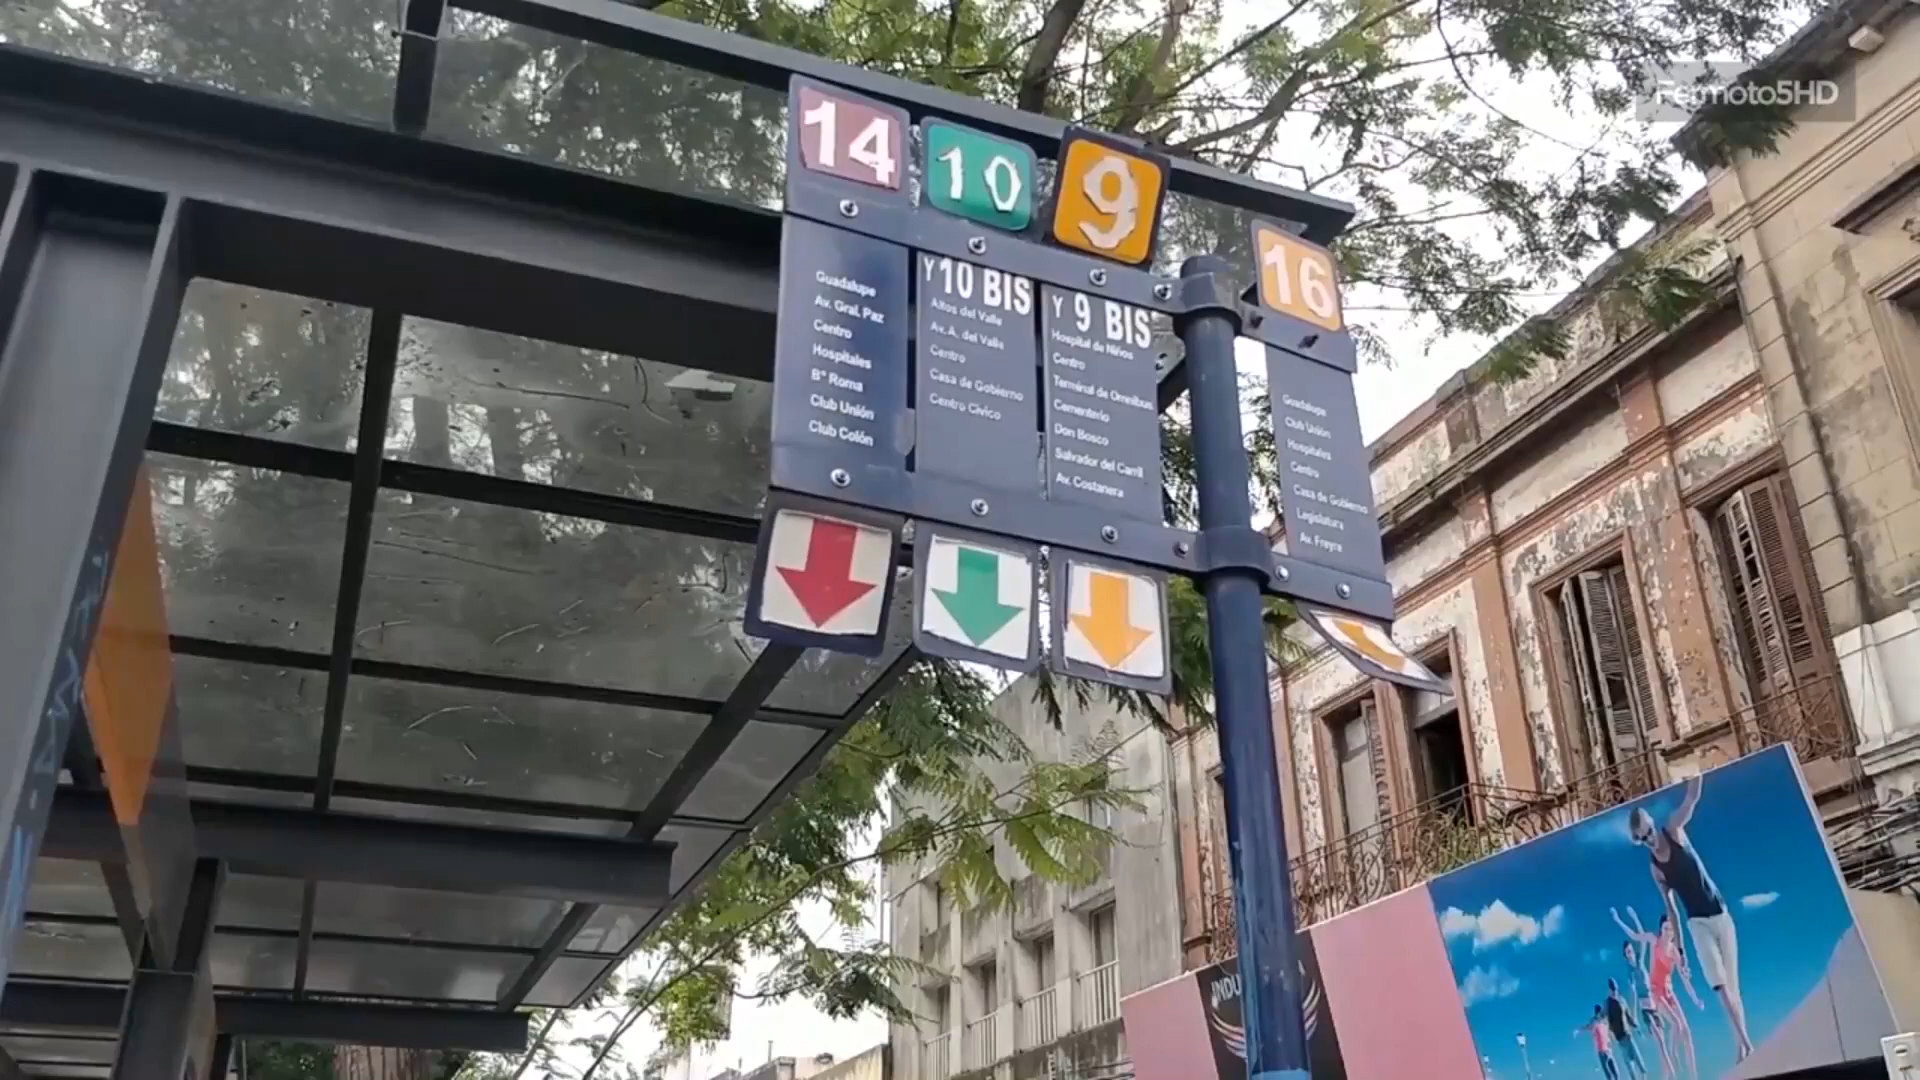 Fermoto5HD
14
Guadalupe
Av. Gral. Paz
Centro
Hospitales
Bº Roma
Club Unión
Club Colón
10
Y 10 BIS
Altos del Valle
Av. A. del Valle
Centro
Casa de Gobierno
Centro Cívico
9
Y 9 BIS
Hospital de Niños
Centro
Terminal de Omnibus
Cementerio
Don Bosco
Salvador del Carril
Av. Costanera
16
Guadalupe
Club Unión
Hospitales
Centro
Casa de Gobierno
Legislatura
Av. Freyre